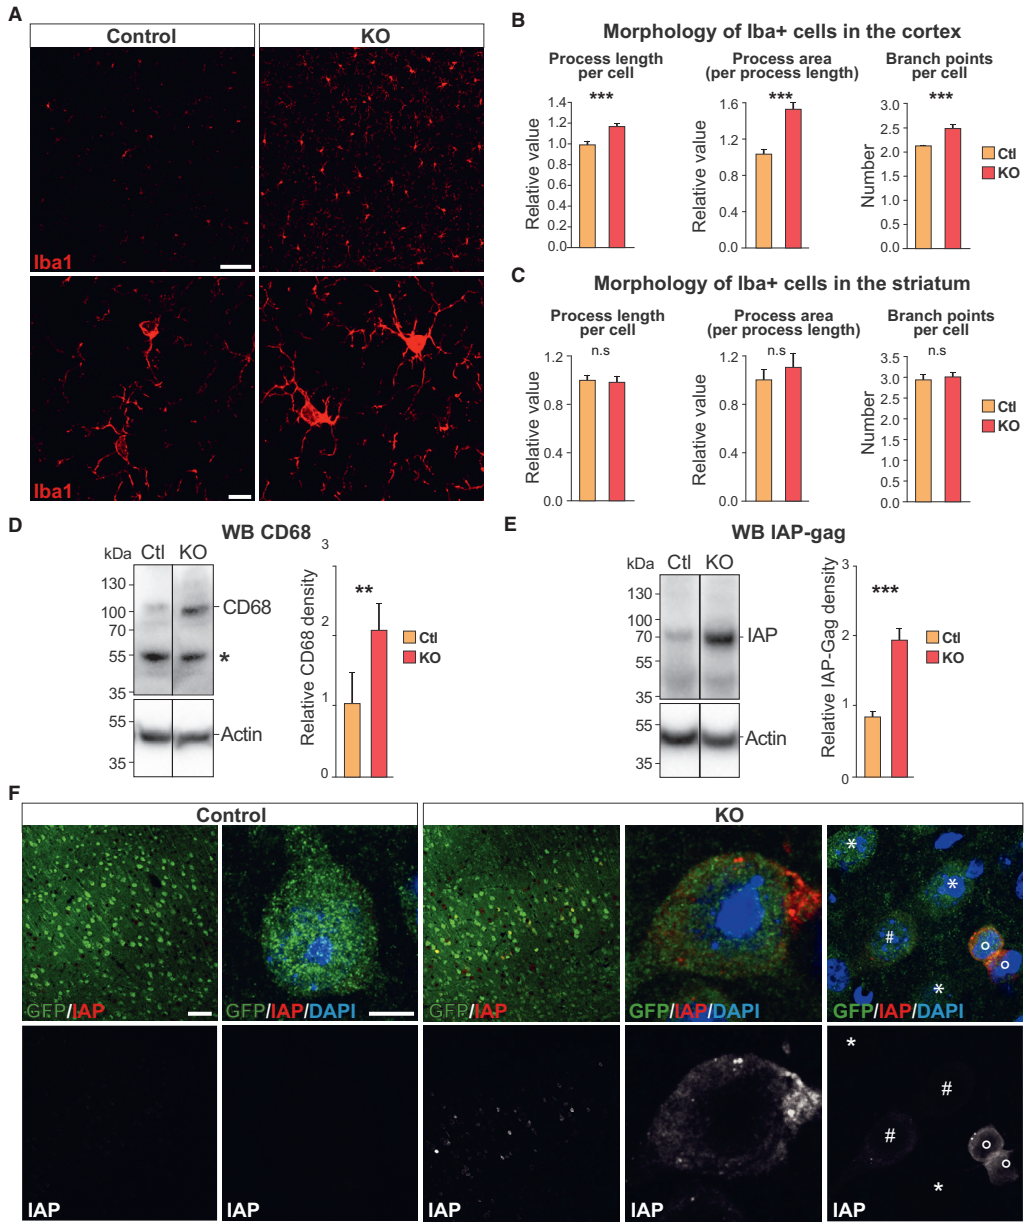 A
Control
KO
Iba1
Iba1
B
Morphology of Iba+ cells in the cortex
Process length
per cell
***
Relative value
1.4
1.2
1.0
0.8
0.6
0.4
0.2
0.0
Process area
(per process length)
***
Relative value
1.6
1.2
0.8
0.4
0.0
Branch points
per cell
***
Number
3.0
2.5
2.0
1.5
1.0
0.5
0.0
Ctl
KO
C
Morphology of Iba+ cells in the striatum
Process length
per cell
n.s
Relative value
1.2
0.8
0.4
0.0
Process area
(per process length)
n.s
Relative value
1.2
0.8
0.4
0.0
Branch points
per cell
n.s
Number
3.5
3.0
2.5
2.0
1.5
1.0
0.5
0.0
Ctl
KO
D
WB CD68
kDa
Ctl
KO
130
100
70
55
35
CD68
*
55
35
Actin
Relative CD68 density
3
2
1
0
**
Ctl
KO
E
WB IAP-gag
kDa
Ctl
KO
130
100
70
55
35
IAP
55
35
Actin
Relative IAP-Gag density
3
2
1
0
***
Ctl
KO
F
Control
KO
GFP/IAP
GFP/IAP/DAPI
GFP/IAP
GFP/IAP/DAPI
*
*
#
*
GFP/IAP/DAPI
IAP
IAP
IAP
IAP
*
#
#
*
IAP